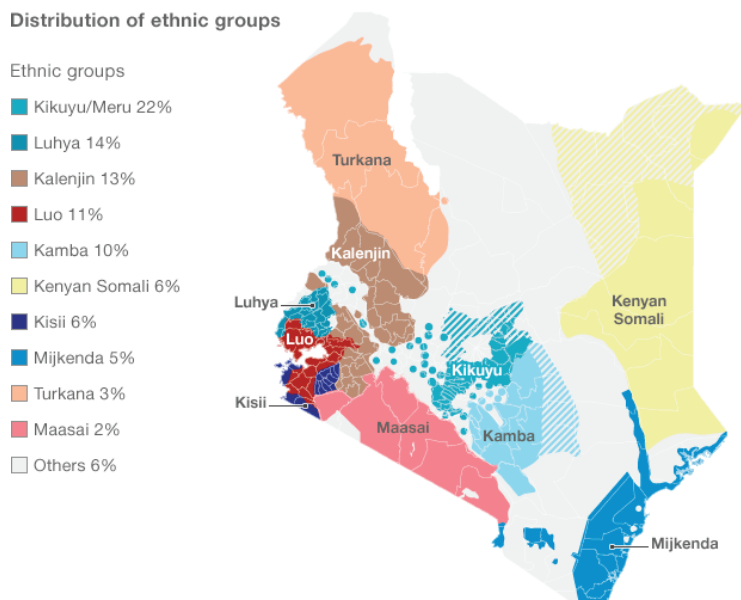 Distribution of ethnic groups
Ethnic groups
Kikuyu/Meru 22%
Luhya 14%
Kalenjin 13%
Luo 11%
Kamba 10%
Kenyan Somali 6%
Kisii 6%
Mijkenda 5%
Turkana 3%
Maasai 2%
Others 6%
Turkana
Kalenjin
Luhya
Kenyan
Somali
Luo
Kikuyu
Kisii
Maasai
Kamba
Mijkenda